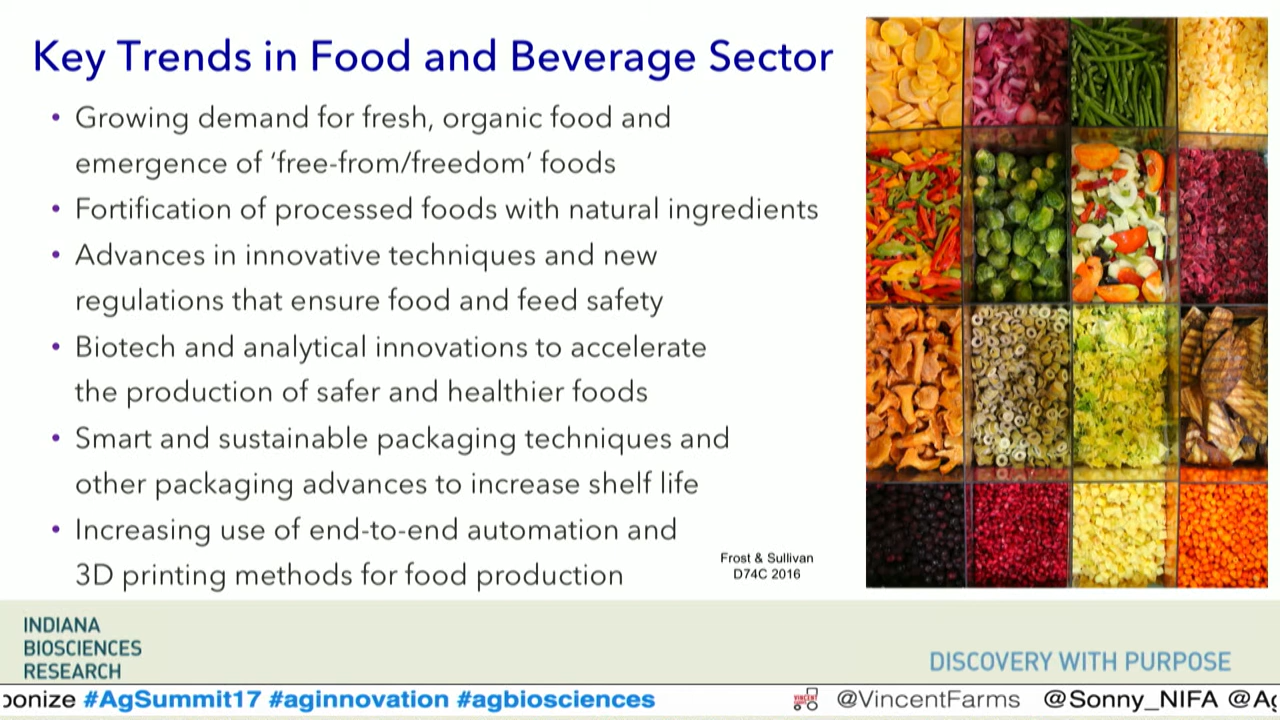 Key Trends in Food and Beverage Sector
• Growing demand for fresh, organic food and
emergence of ‘free-from/freedom’ foods
• Fortification of processed foods with natural ingredients
• Advances in innovative techniques and new
regulations that ensure food and feed safety
• Biotech and analytical innovations to accelerate
the production of safer and healthier foods
• Smart and sustainable packaging techniques and
other packaging advances to increase shelf life
• Increasing use of end-to-end automation and
3D printing methods for food production
Frost & Sullivan
D74C 2016
INDIANA
BIOSCIENCES
RESEARCH
DISCOVERY WITH PURPOSE
#AgSummit17 #aginnovation #agbiosciences @VincentFarms @Sonny_NIFA